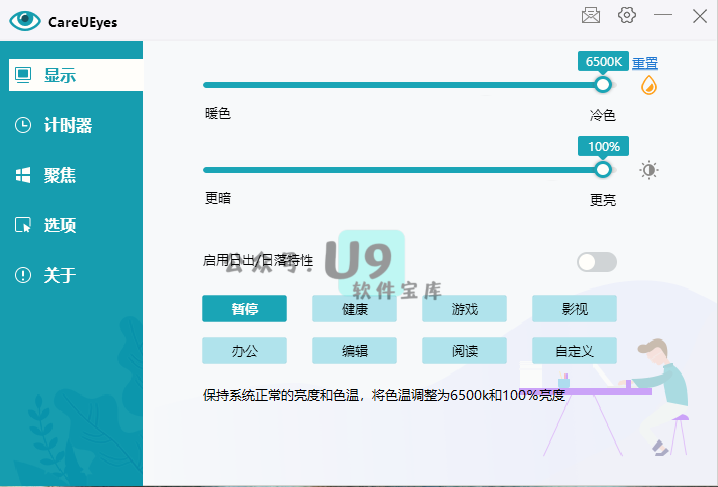 CareUEyes
显示
计时器
聚焦
选项
关于
6500K 重置
暖色 冷色
100%
更暗 更亮
启用日出/日落特性
公众号：U9
软件宝库
暂停 健康 游戏 影视
办公 编辑 阅读 自定义
保持系统正常的亮度和色温，将色温调整为6500k和100%亮度